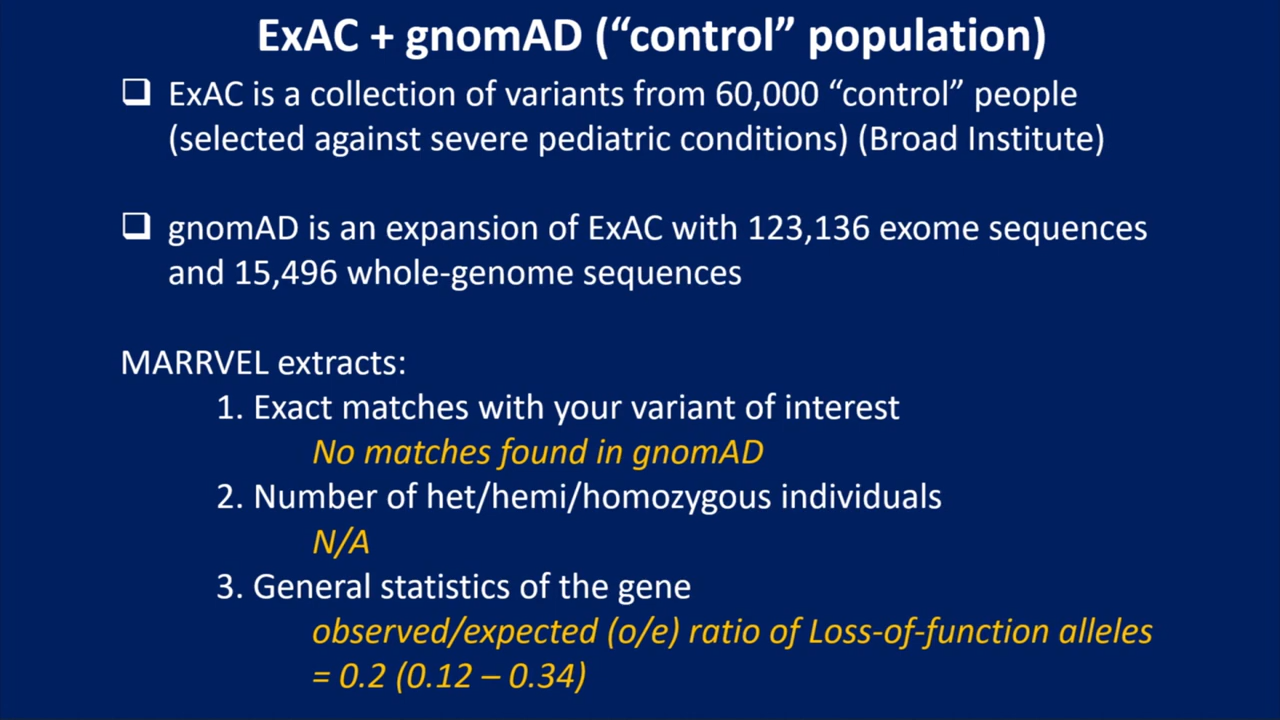 ExAC + gnomAD (“control” population)
❑ ExAC is a collection of variants from 60,000 “control” people
(selected against severe pediatric conditions) (Broad Institute)
❑ gnomAD is an expansion of ExAC with 123,136 exome sequences
and 15,496 whole-genome sequences
MARRVEL extracts:
1. Exact matches with your variant of interest
No matches found in gnomAD
2. Number of het/hemi/homozygous individuals
N/A
3. General statistics of the gene
observed/expected (o/e) ratio of Loss-of-function alleles
= 0.2 (0.12 – 0.34)